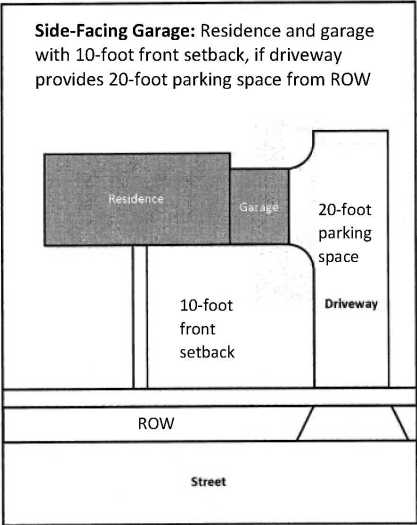 Side-Facing Garage: Residence and garage
with 10-foot front setback, if driveway
provides 20-foot parking space from ROW
Residence
Garage
20-foot
parking
space
10-foot
front
setback
Driveway
ROW
Street